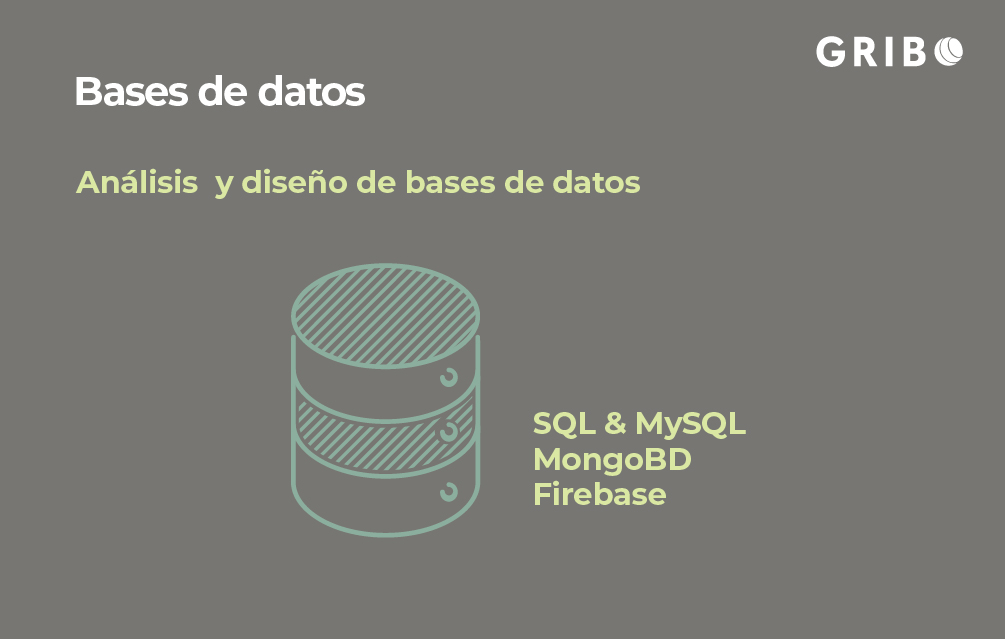 GRIBO
Bases de datos
Análisis  y diseño de bases de datos
SQL & MySQL
MongoBD
Firebase